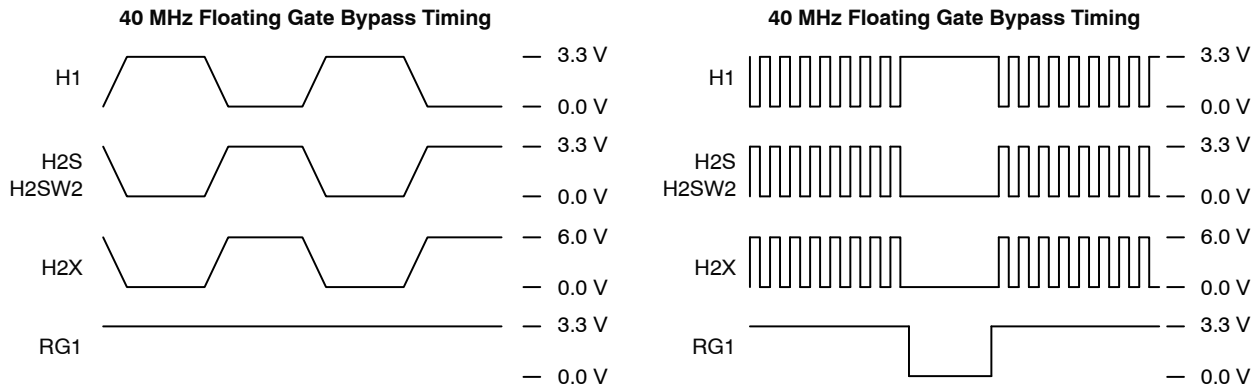 40 MHz Floating Gate Bypass Timing
H1
3.3 V
0.0 V
H2S
H2SW2
3.3 V
0.0 V
H2X
6.0 V
0.0 V
RG1
3.3 V
0.0 V
40 MHz Floating Gate Bypass Timing
H1
3.3 V
0.0 V
H2S
H2SW2
3.3 V
0.0 V
H2X
6.0 V
0.0 V
RG1
3.3 V
0.0 V